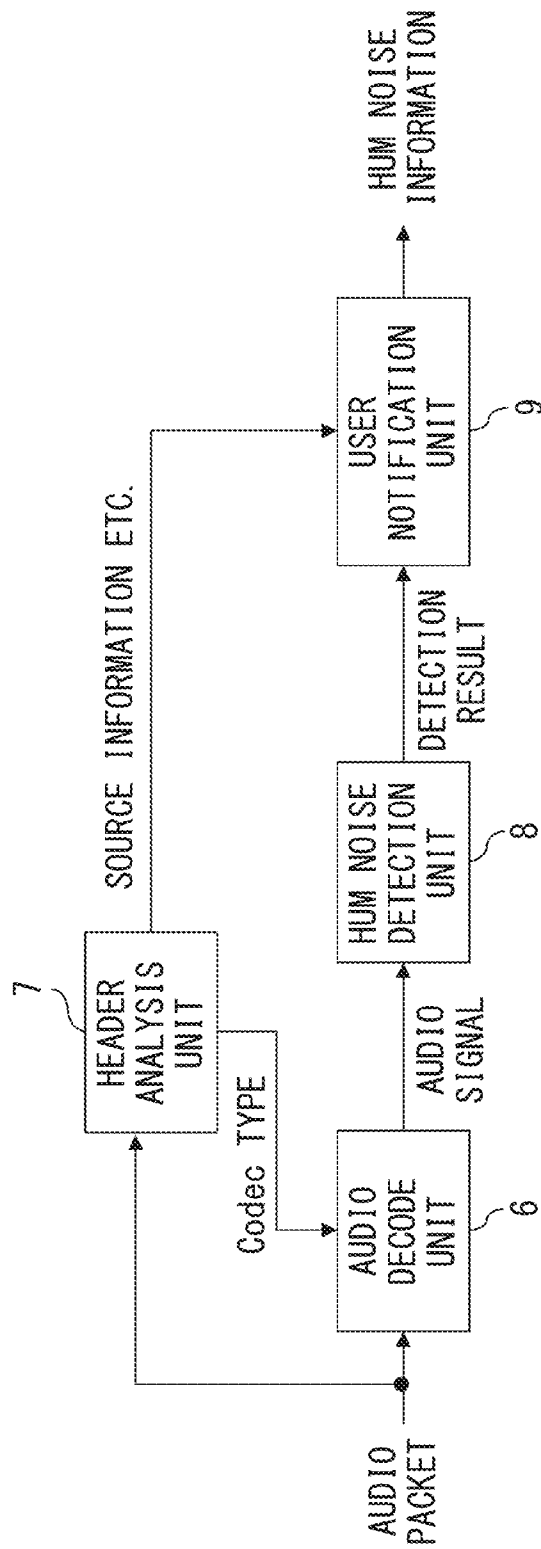 7
HEADER
ANALYSIS
UNIT
SOURCE INFORMATION ETC.
Codec TYPE
AUDIO
PACKET
AUDIO
DECODE
UNIT
6
AUDIO
SIGNAL
HUM NOISE
DETECTION
UNIT
8
DETECTION
RESULT
USER
NOTIFICATION
UNIT
9
HUM NOISE
INFORMATION